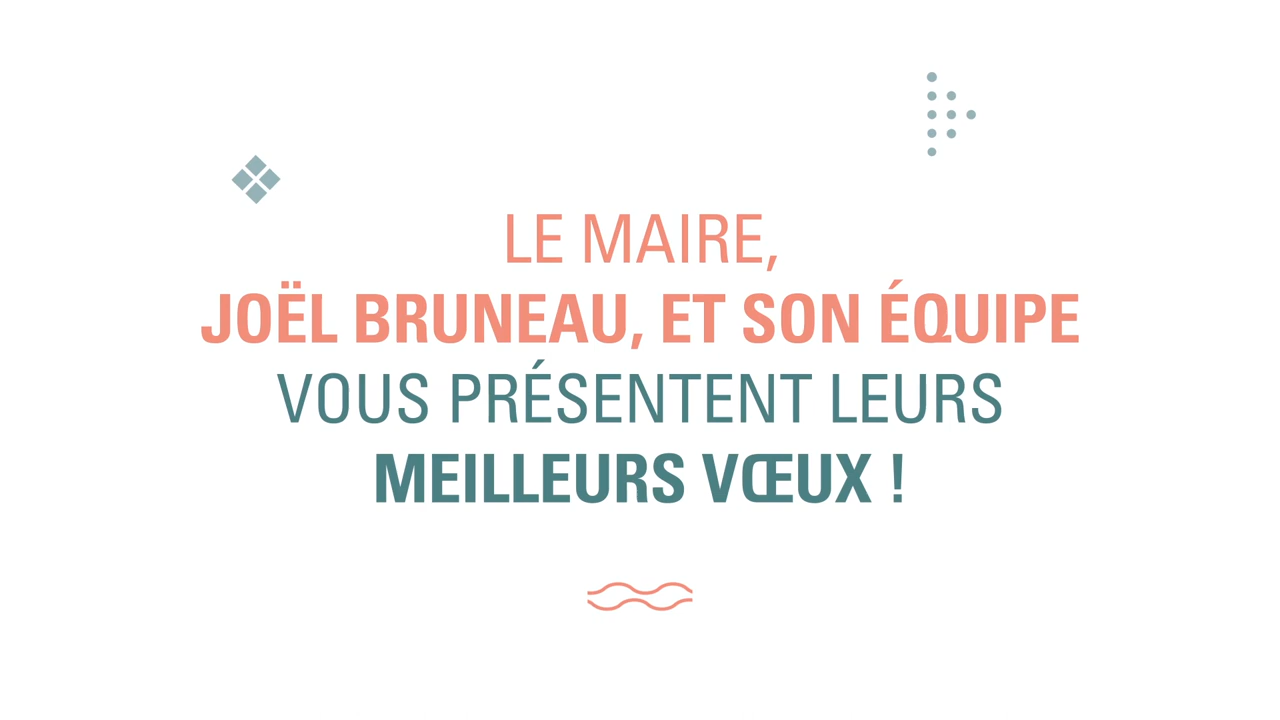 LE MAIRE,
JOËL BRUNEAU, ET SON ÉQUIPE
VOUS PRÉSENTENT LEURS
MEILLEURS VŒUX !